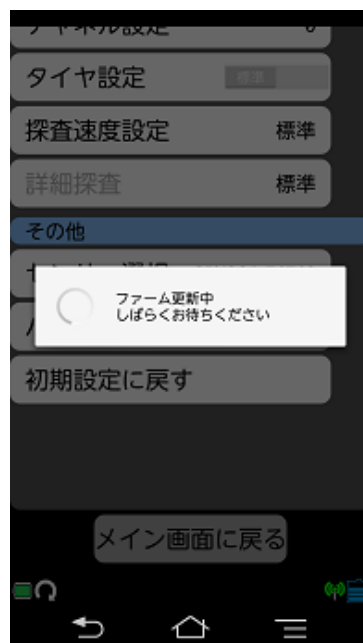 タイヤ設定
標準
探査速度設定
標準
詳細探査
標準
その他
ファーム更新中
しばらくお待ちください
初期設定に戻す
メイン画面に戻る